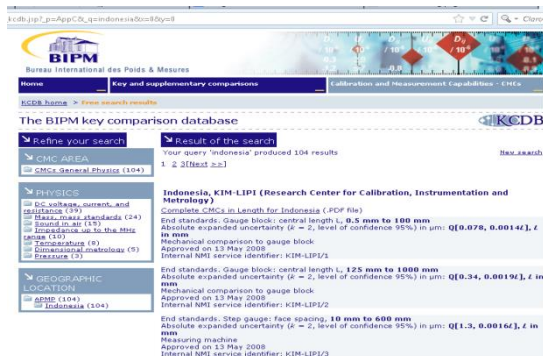 kcdb.jsp?_p=AppC&_q=indonesia&x=8&y=8
BIPM
Bureau International des Poids & Mesures
Home
Key and supplementary comparisons
Calibration and Measurement Capabilities - CMCs
KCDB home > Free search results
The BIPM key comparison database
KCDB
Refine your search
CMC AREA
CMCs General Physics (104)
PHYSICS
DC voltage, current, and
resistance (39)
Mass, mass standards (24)
Sound in air (15)
Impedance up to the MHz
range (10)
Temperature (8)
Dimensional metrology (5)
Pressure (3)
GEOGRAPHIC
LOCATION
APMP (104)
Indonesia (104)
Result of the search
Your query 'indonesia' produced 104 results
New search
1 2 3[Next >>]
Indonesia, KIM-LIPI (Research Center for Calibration, Instrumentation and
Metrology)
Complete CMCs in Length for Indonesia (.PDF file)
End standards. Gauge block: central length L, 0.5 mm to 100 mm
Absolute expanded uncertainty (k = 2, level of confidence 95%) in µm: Q[0.078, 0.0014L], L
in mm
Mechanical comparison to gauge block
Approved on 13 May 2008
Internal NMI service identifier: KIM-LIPI/1
End standards. Gauge block: central length L, 125 mm to 1000 mm
Absolute expanded uncertainty (k = 2, level of confidence 95%) in µm: Q[0.34, 0.0019L], L in
mm
Mechanical comparison to gauge block
Approved on 13 May 2008
Internal NMI service identifier: KIM-LIPI/2
End standards. Step gauge: face spacing, 10 mm to 600 mm
Absolute expanded uncertainty (k = 2, level of confidence 95%) in µm: Q[1.3, 0.0016L], L in
mm
Measuring machine
Approved on 13 May 2008
Internal NMI service identifier: KIM-LIPI/3